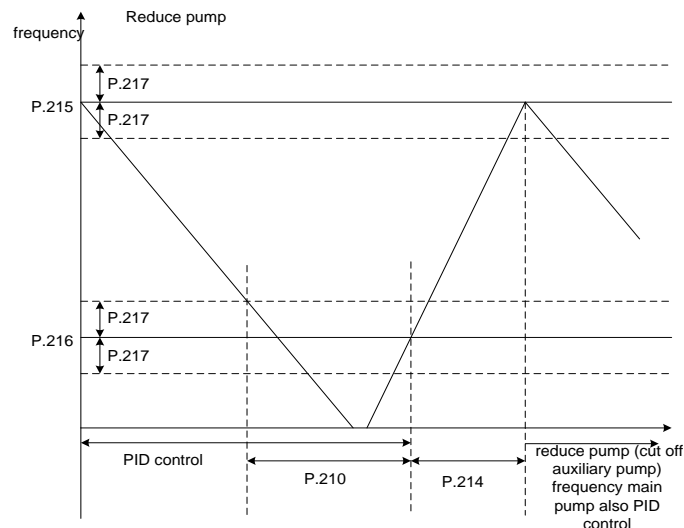 Reduce pump
frequency
P.217
P.215
P.217
P.217
P.216
P.217
PID control
P.210
P.214
reduce pump (cut off
auxiliary pump)
frequency main
pump also PID
control